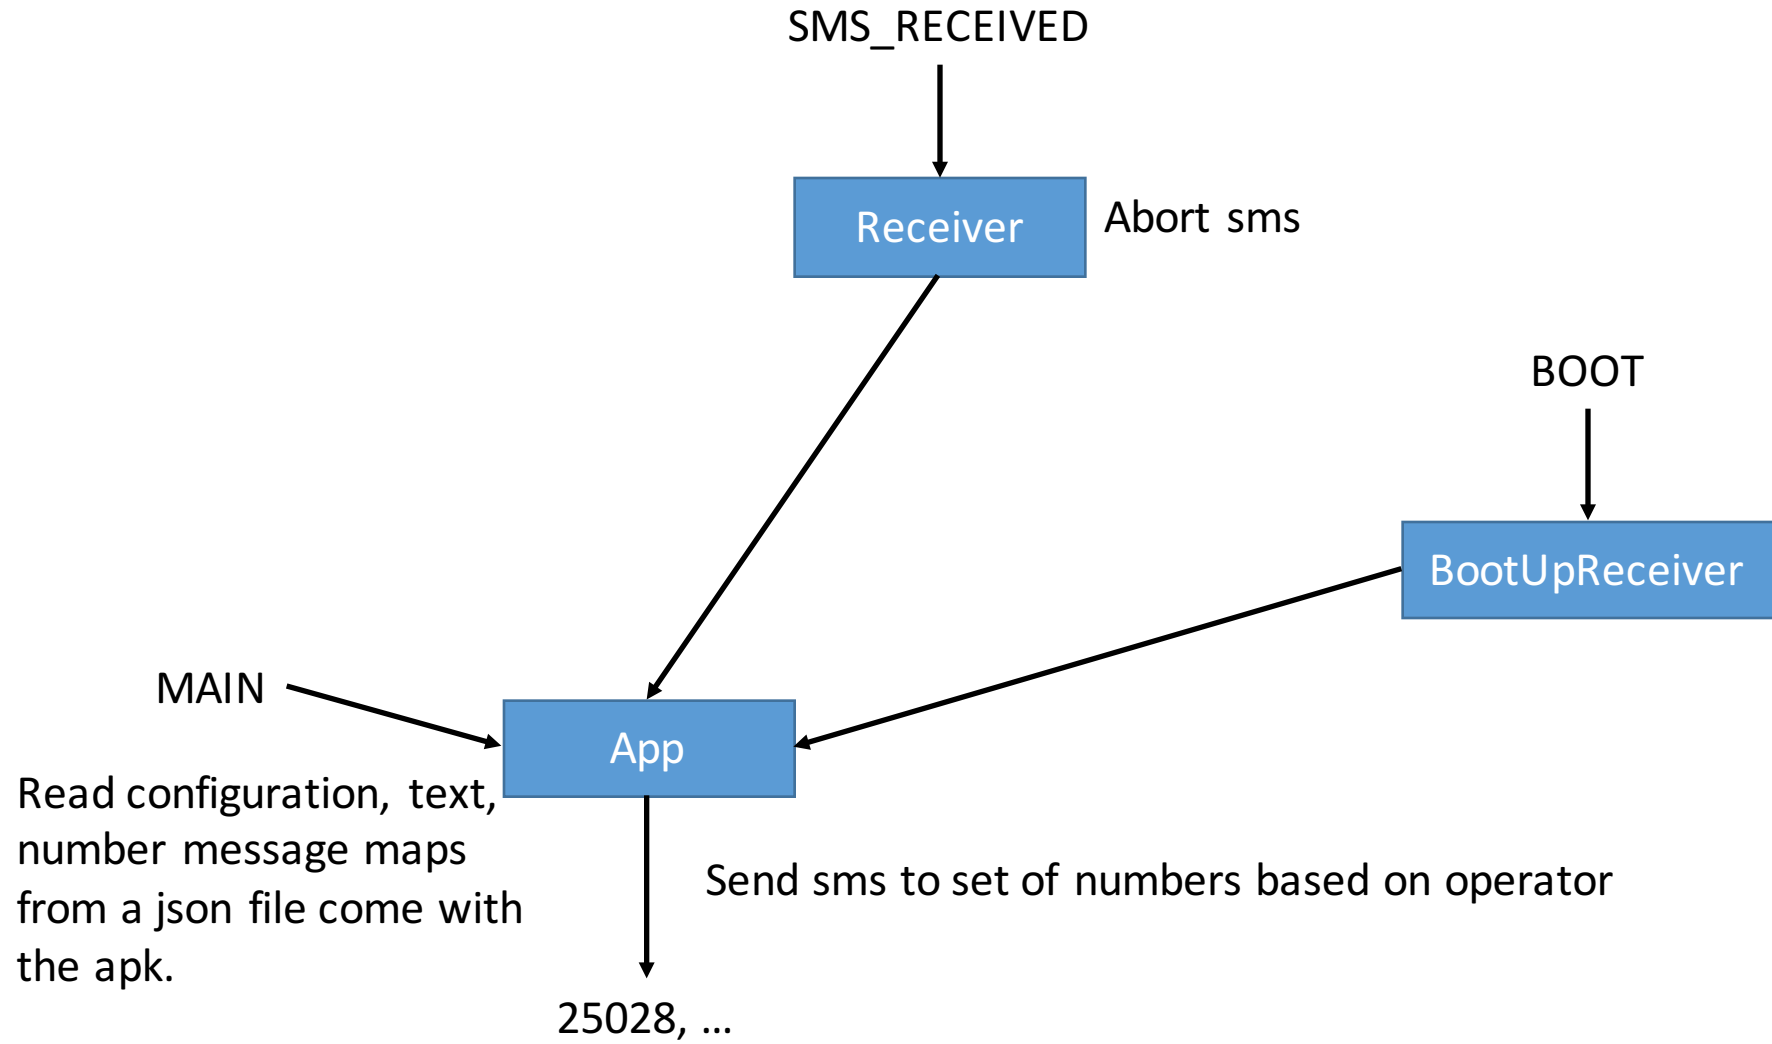 SMS_RECEIVED
Receiver
Abort sms
BOOT
BootUpReceiver
MAIN
App
Read configuration, text,
number message maps
from a json file come with
the apk.
Send sms to set of numbers based on operator
25028, ...